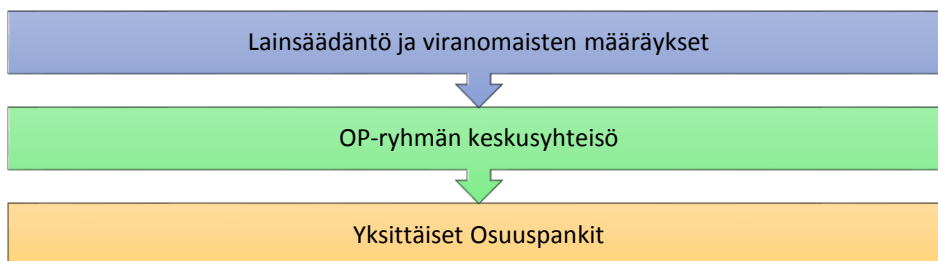 Lainsäädäntö ja viranomaisten määräykset
OP-ryhmän keskusyhteisö
Yksittäiset Osuuspankit